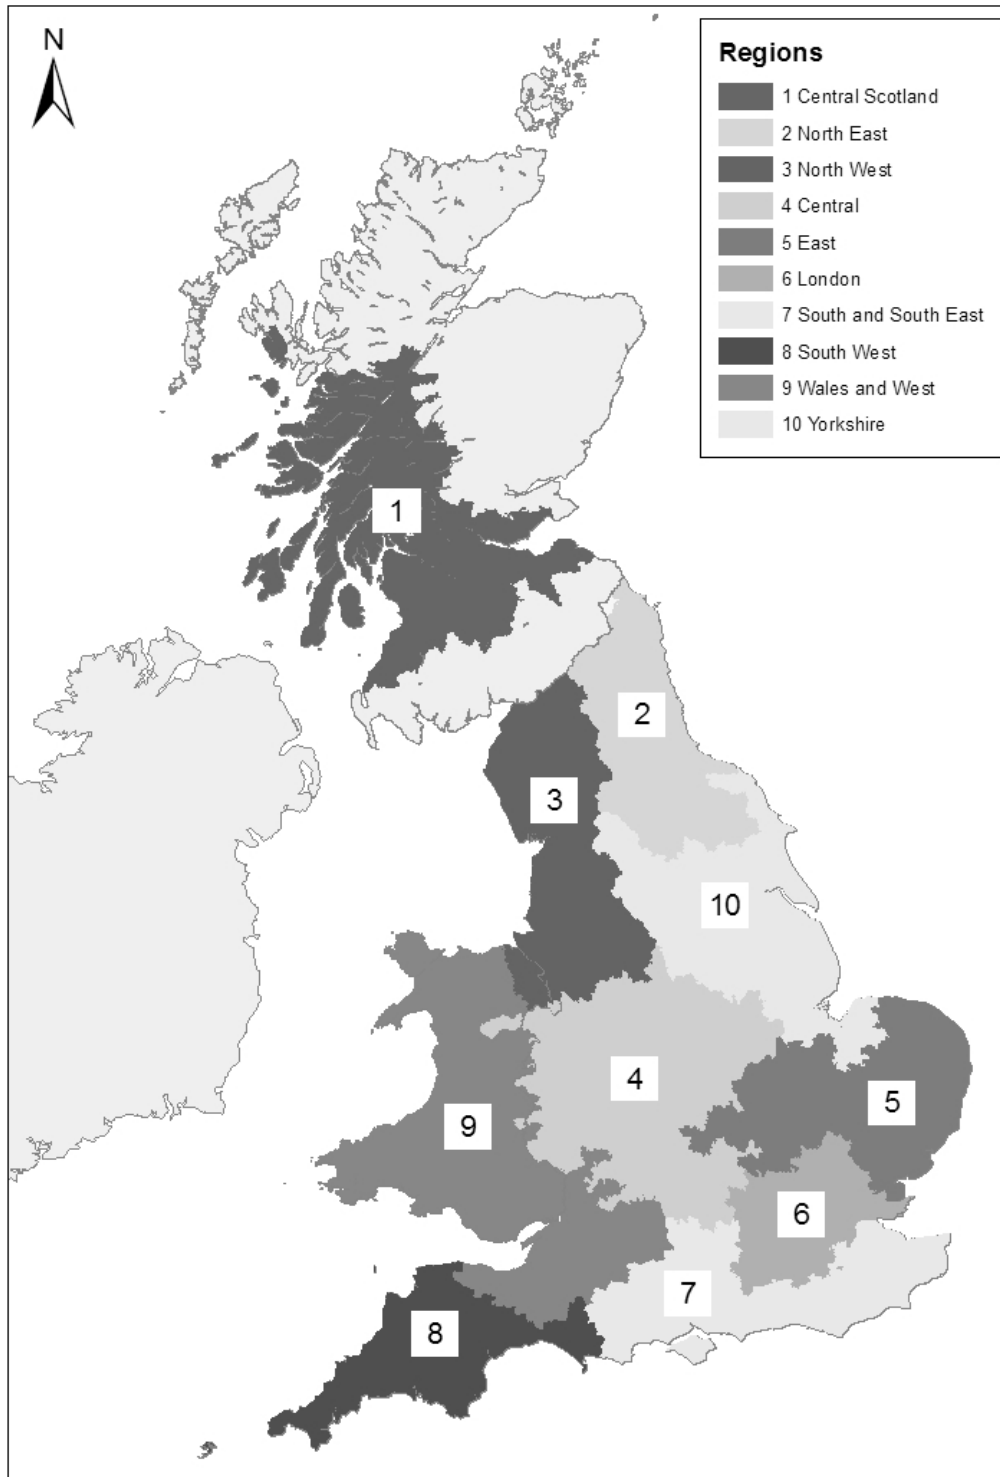 N
Regions
1 Central Scotland
2 North East
3 North West
4 Central
5 East
6 London
7 South and South East
8 South West
9 Wales and West
10 Yorkshire
1
2
3
10
4
5
9
6
7
8